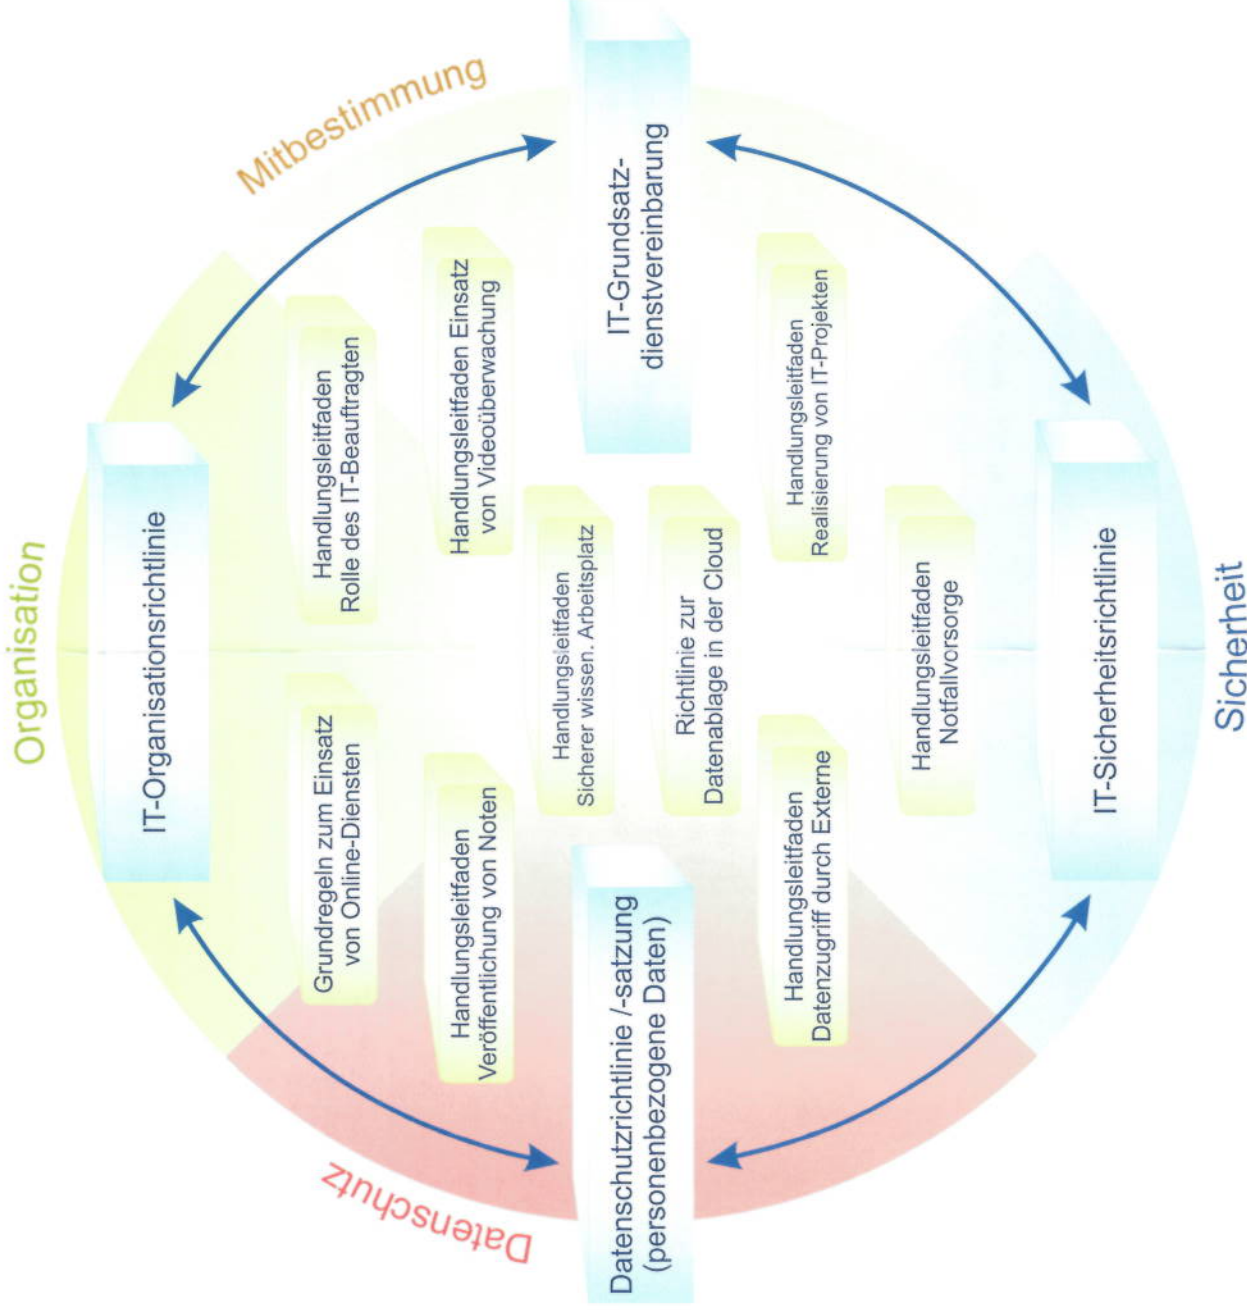 Organisation
IT-Organisationsrichtlinie
Datenschutz
Mitbestimmung
Grundregeln zum Einsatz
von Online-Diensten
Handlungsleitfaden
Rolle des IT-Beauftragten
Handlungsleitfaden
Veröffentlichung von Noten
Handlungsleitfaden Einsatz
von Videoüberwachung
Handlungsleitfaden
Sicherer wissen. Arbeitsplatz
Datenschutzrichtlinie /-satzung
(personenbezogene Daten)
IT-Grundsatz-
dienstvereinbarung
Richtlinie zur
Datenablage in der Cloud
Handlungsleitfaden
Datenzugriff durch Externe
Handlungsleitfaden
Realisierung von IT-Projekten
Handlungsleitfaden
Notfallvorsorge
IT-Sicherheitsrichtlinie
Sicherheit